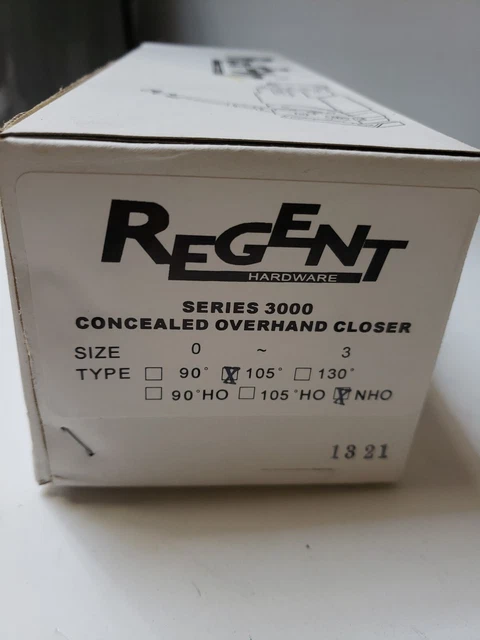 REGENT
REGENT
HARDWARE
SERIES 3000
CONCEALED OVERHAND CLOSER
SIZE 0 ~ 3
TYPE ☐ 90° ☒ 105° ☐ 130°
☐ 90°HO ☐ 105°HO ☒ NHO
1321